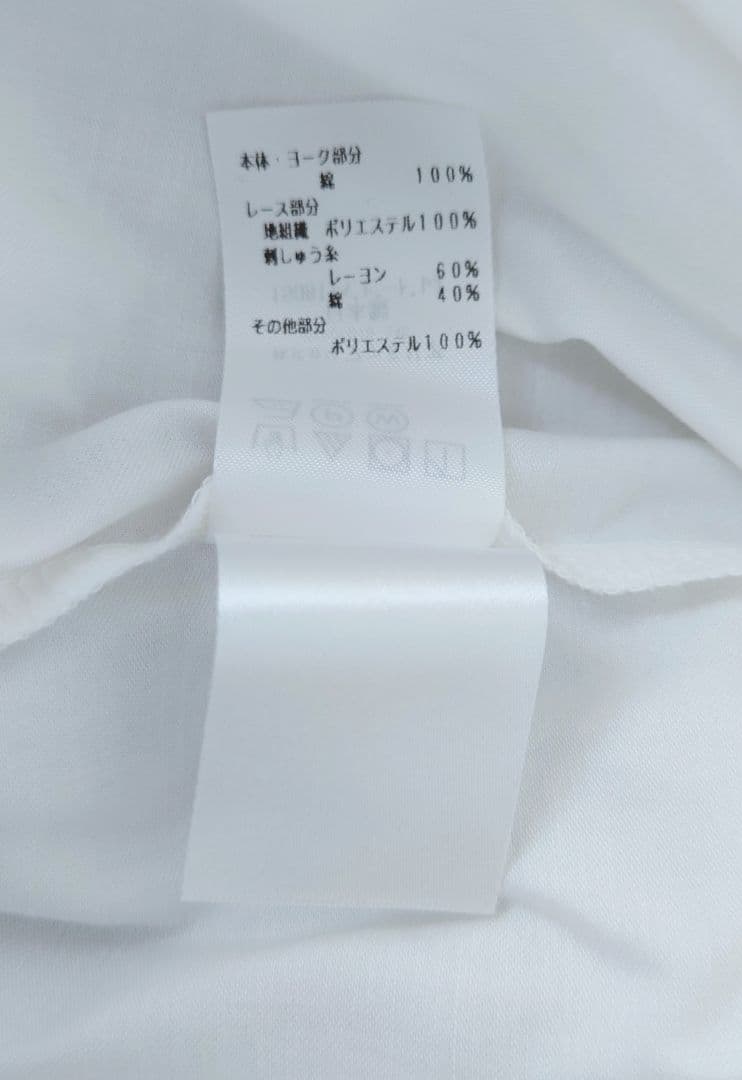 本体・ヨーク部分
綿 100%
レース部分
地組織 ポリエステル100%
刺しゅう糸
レーヨン 60%
綿 40%
その他部分
ポリエステル100%